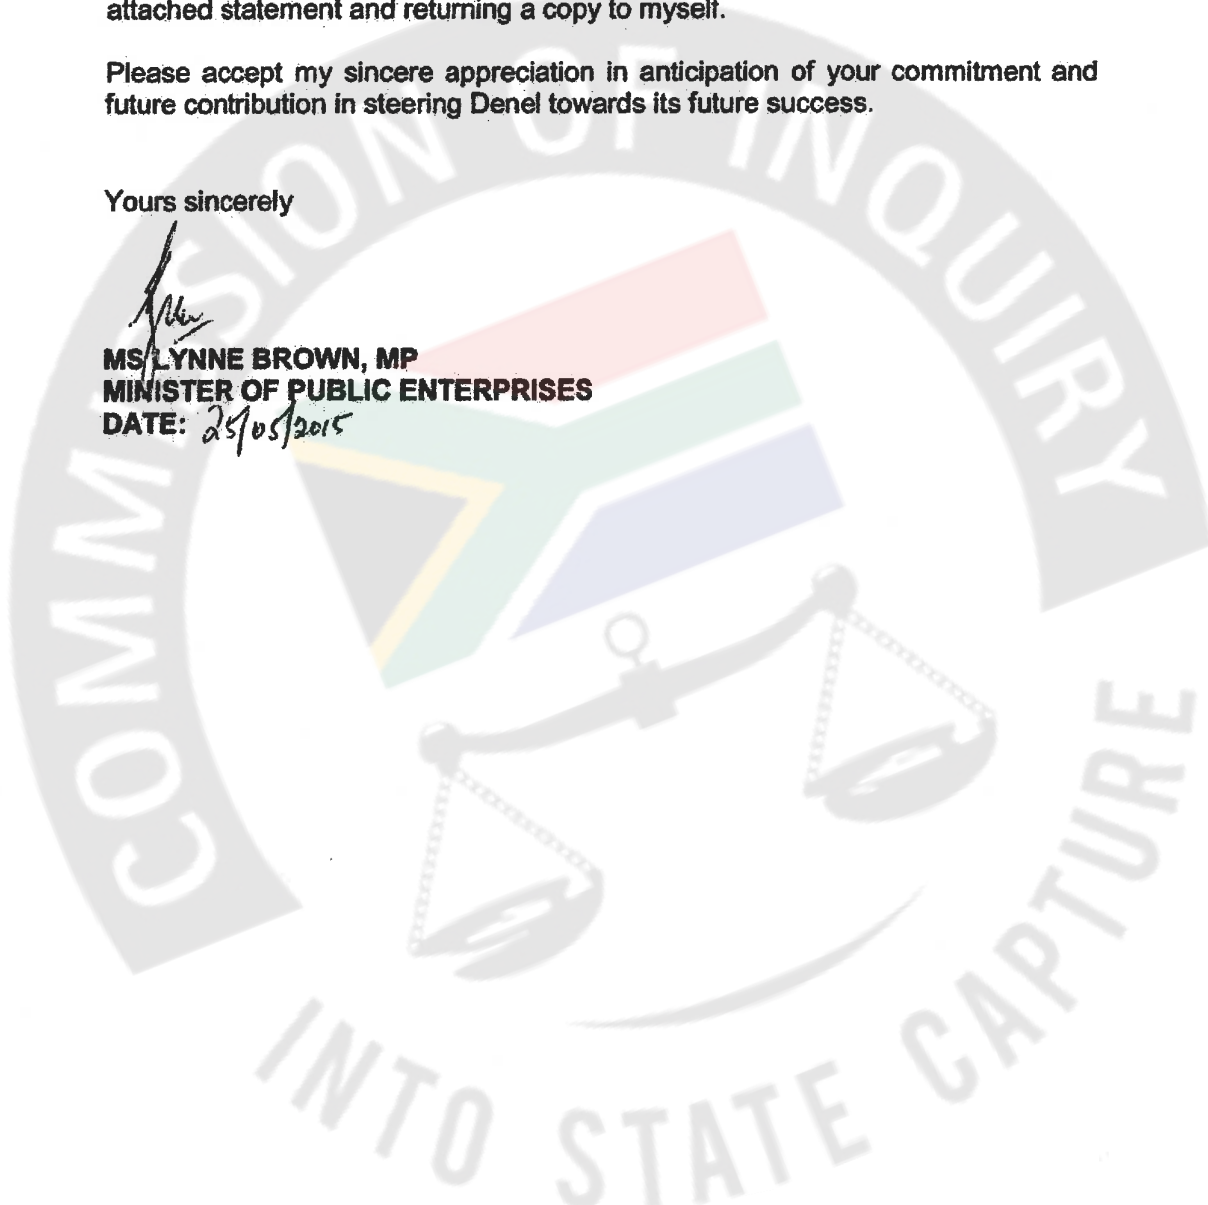 attached statement and returning a copy to myself.
Please accept my sincere appreciation in anticipation of your commitment and
future contribution in steering Denel towards its future success.
Yours sincerely
MS LYNNE BROWN, MP
MINISTER OF PUBLIC ENTERPRISES
DATE: 25/05/2015
COMMISSION OF INQUIRY
INTO STATE CAPTURE